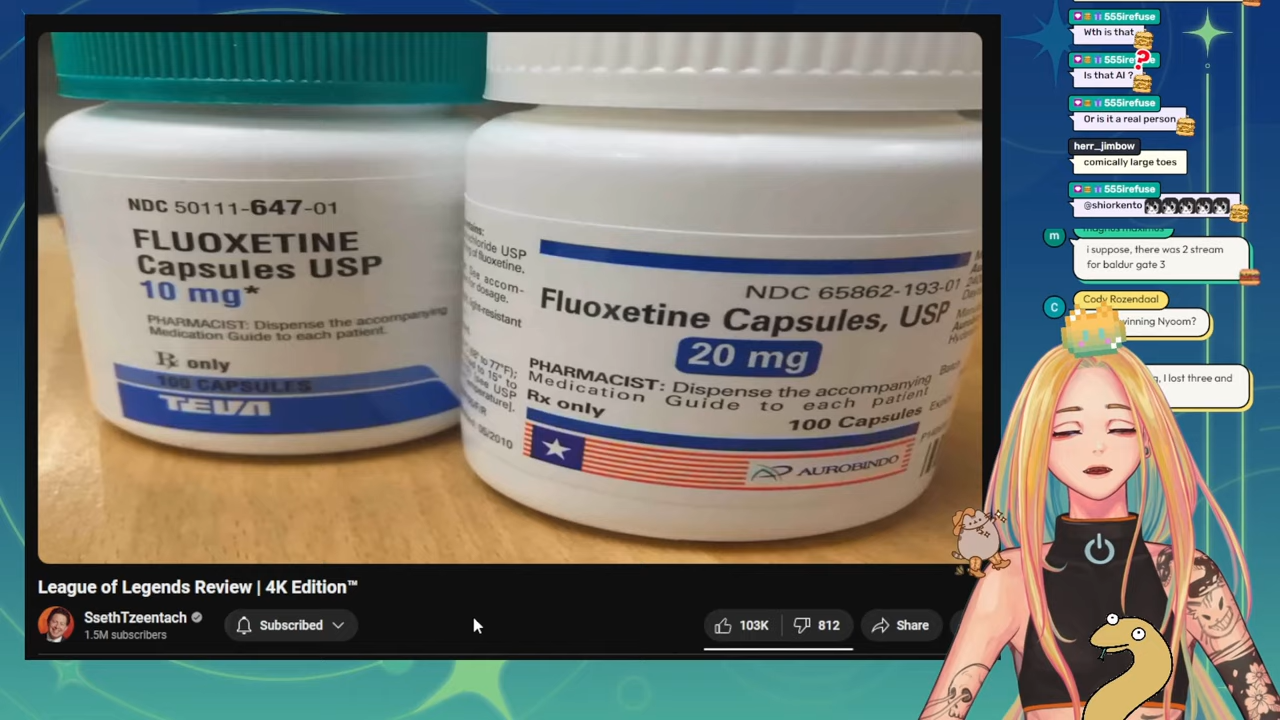 NDC 50111-647-01
FLUOXETINE
Capsules USP
10 mg*
PHARMACIST: Dispense the accompanying
Medication Guide to each patient.
Rx only
100 CAPSULES
TEVA
NDC 65862-193-01
Fluoxetine Capsules, USP
20 mg
PHARMACIST: Dispense the accompanying
Medication Guide to each patient
Rx only
100 Capsules
AUROBINDO
League of Legends Review | 4K Edition™
SsethTzeentach
1.5M subscribers
Subscribed
103K
812
Share
555irefuse
Wth is that
Is that AI ?
555irefuse
Or is it a real person
herr_jimbow
comically large toes
555irefuse
@shiorkento
m
i suppose, there was 2 stream
for baldur gate 3
C
Cody Rozendaal
winning Nyoom?
I lost three and